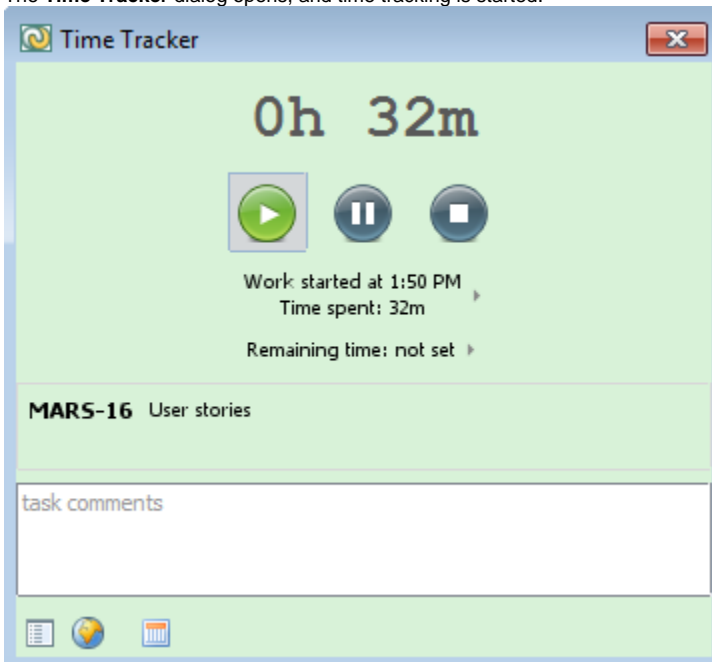 The Time Tracker dialog opens, and time tracking is started.
Time Tracker
0h 32m
Work started at 1:50 PM
Time spent: 32m
Remaining time: not set
MARS-16 User stories
task comments